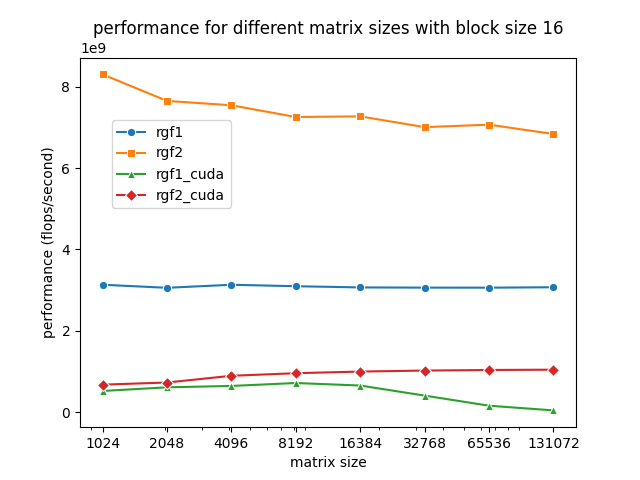 performance for different matrix sizes with block size 16
1e9
8
6
4
2
0
performance (flops/second)
rgf1
rgf2
rgf1_cuda
rgf2_cuda
1024 2048 4096 8192 16384 32768 65536 131072
matrix size